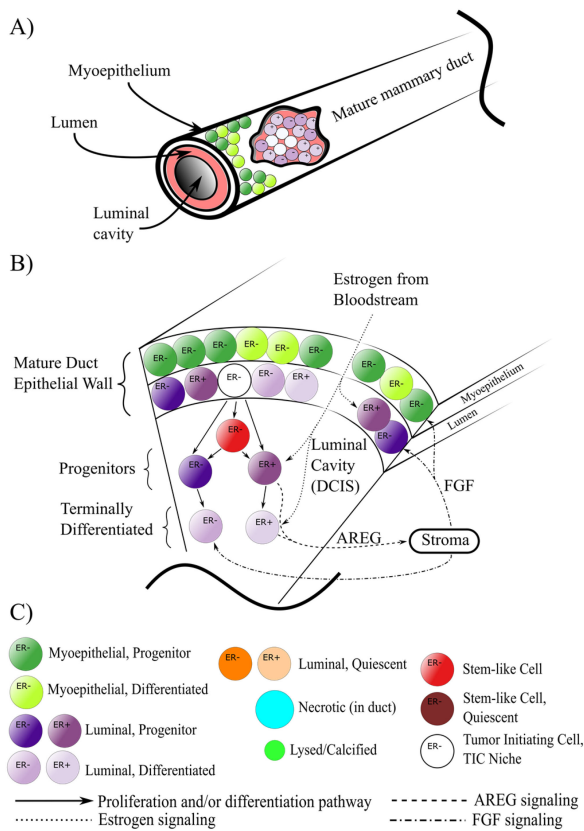 A)
Myoepithelium
Lumen
Luminal
cavity
Mature mammary duct
B)
Estrogen from
Bloodstream
Mature Duct
Epithelial Wall
ER- ER- ER- ER- ER- ER- ER- ER- ER-
ER- ER+ ER- ER- ER+ ER+ ER-
Myoepithelium
Lumen
ER-
Luminal
Cavity
(DCIS)
Progenitors
ER- ER+
FGF
Terminally
Differentiated
ER- ER+
AREG
Stroma
C)
ER- Myoepithelial, Progenitor
ER- Myoepithelial, Differentiated
ER- ER+ Luminal, Progenitor
ER- ER+ Luminal, Differentiated
ER- ER+ Luminal, Quiescent
Necrotic (in duct)
Lysed/Calcified
ER- Stem-like Cell
ER- Stem-like Cell,
Quiescent
ER- Tumor Initiating Cell,
TIC Niche
Proliferation and/or differentiation pathway
Estrogen signaling
AREG signaling
FGF signaling